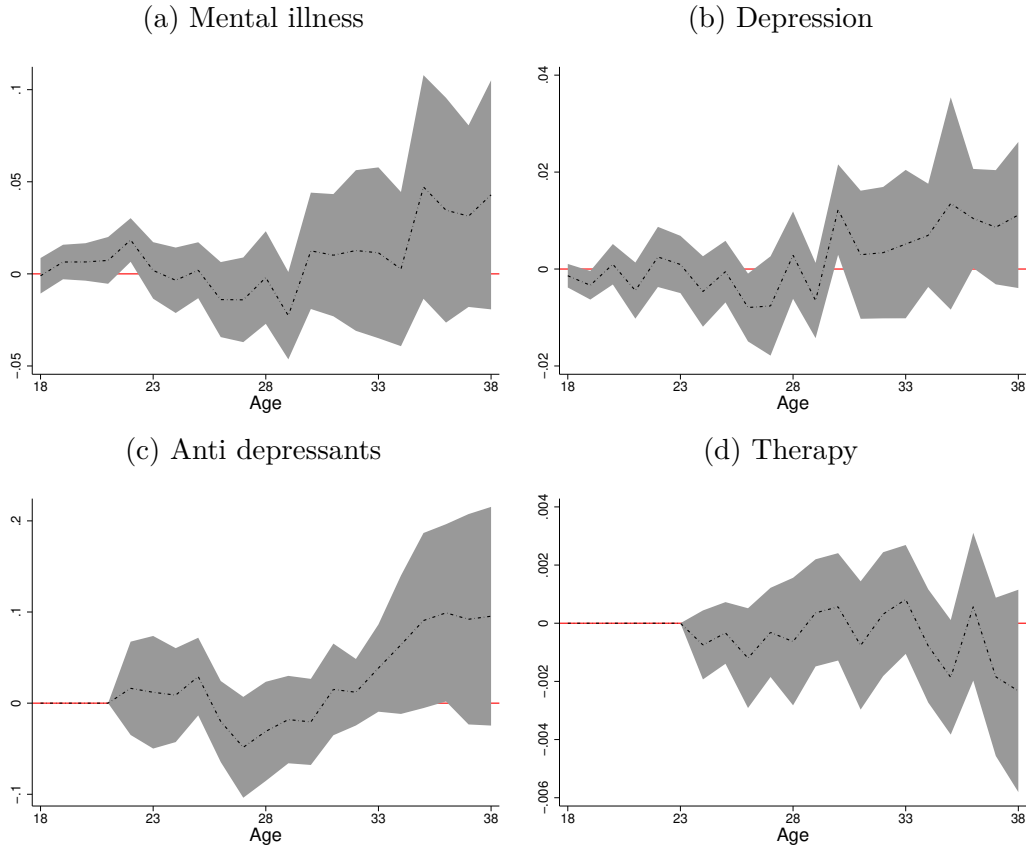 (a) Mental illness
.1
.05
0
-.05
18 23 28 33 38
Age
(b) Depression
.04
.02
0
-.02
18 23 28 33 38
Age
(c) Anti depressants
.2
.1
0
-.1
18 23 28 33 38
Age
(d) Therapy
.004
.002
0
-.002
-.004
-.006
18 23 28 33 38
Age